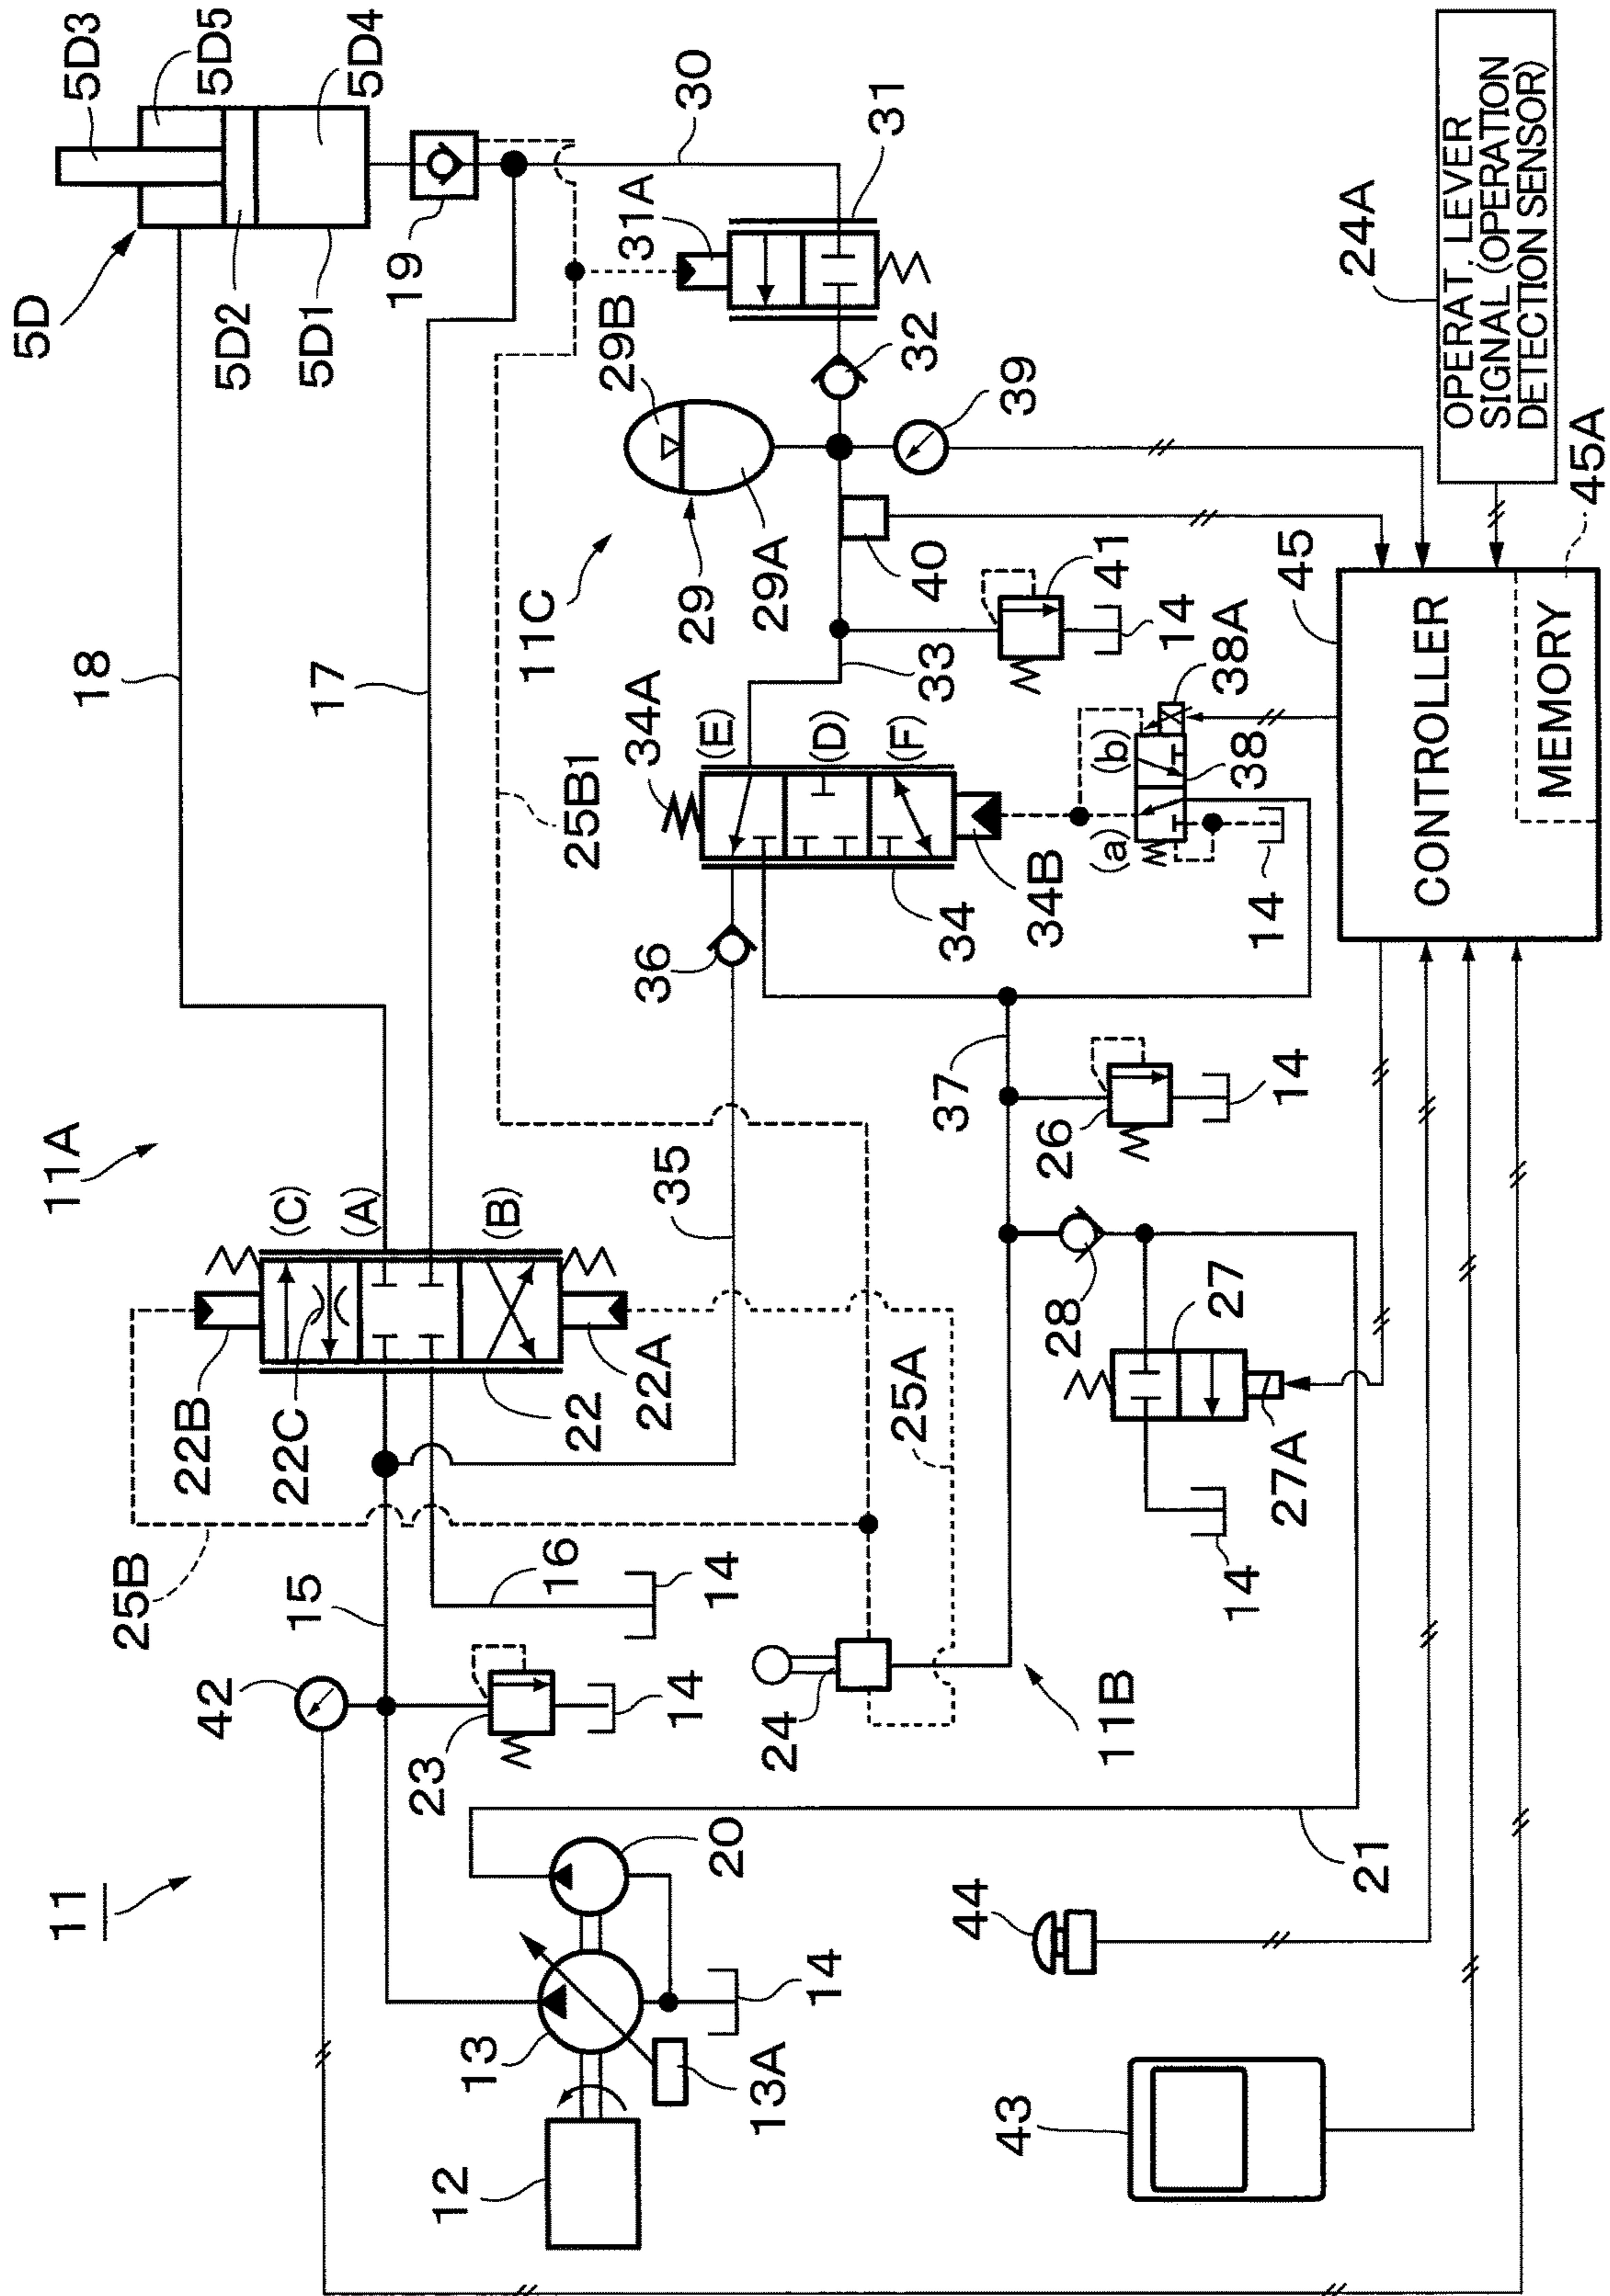 11
11A
5D
5D3
18
25B
22B
(C)
5D5
42
15
22C
(A)
17
5D2
5D1
5D4
19
12
13
23
16
22
(B)
25B1
29B
31A
30
14
14
22A
35
36
34A
(E)
29
11C
20
13A
24
25A
34
(D)
29A
31
14
37
(F)
33
40
32
44
43
11B
28
26
34B
(a)
(b)
41
39
27
27A
14
14
38
38A
14
14
21
45
24A
CONTROLLER
MEMORY
45A
OPERAT. LEVER
SIGNAL (OPERATION
DETECTION SENSOR)